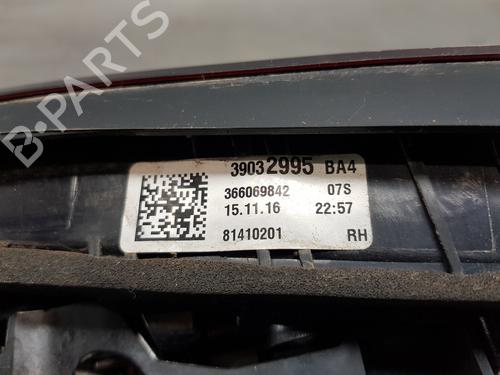 B-PARTS
39032995 BA4
366069842 07S
15.11.16 22:57
81410201 RH